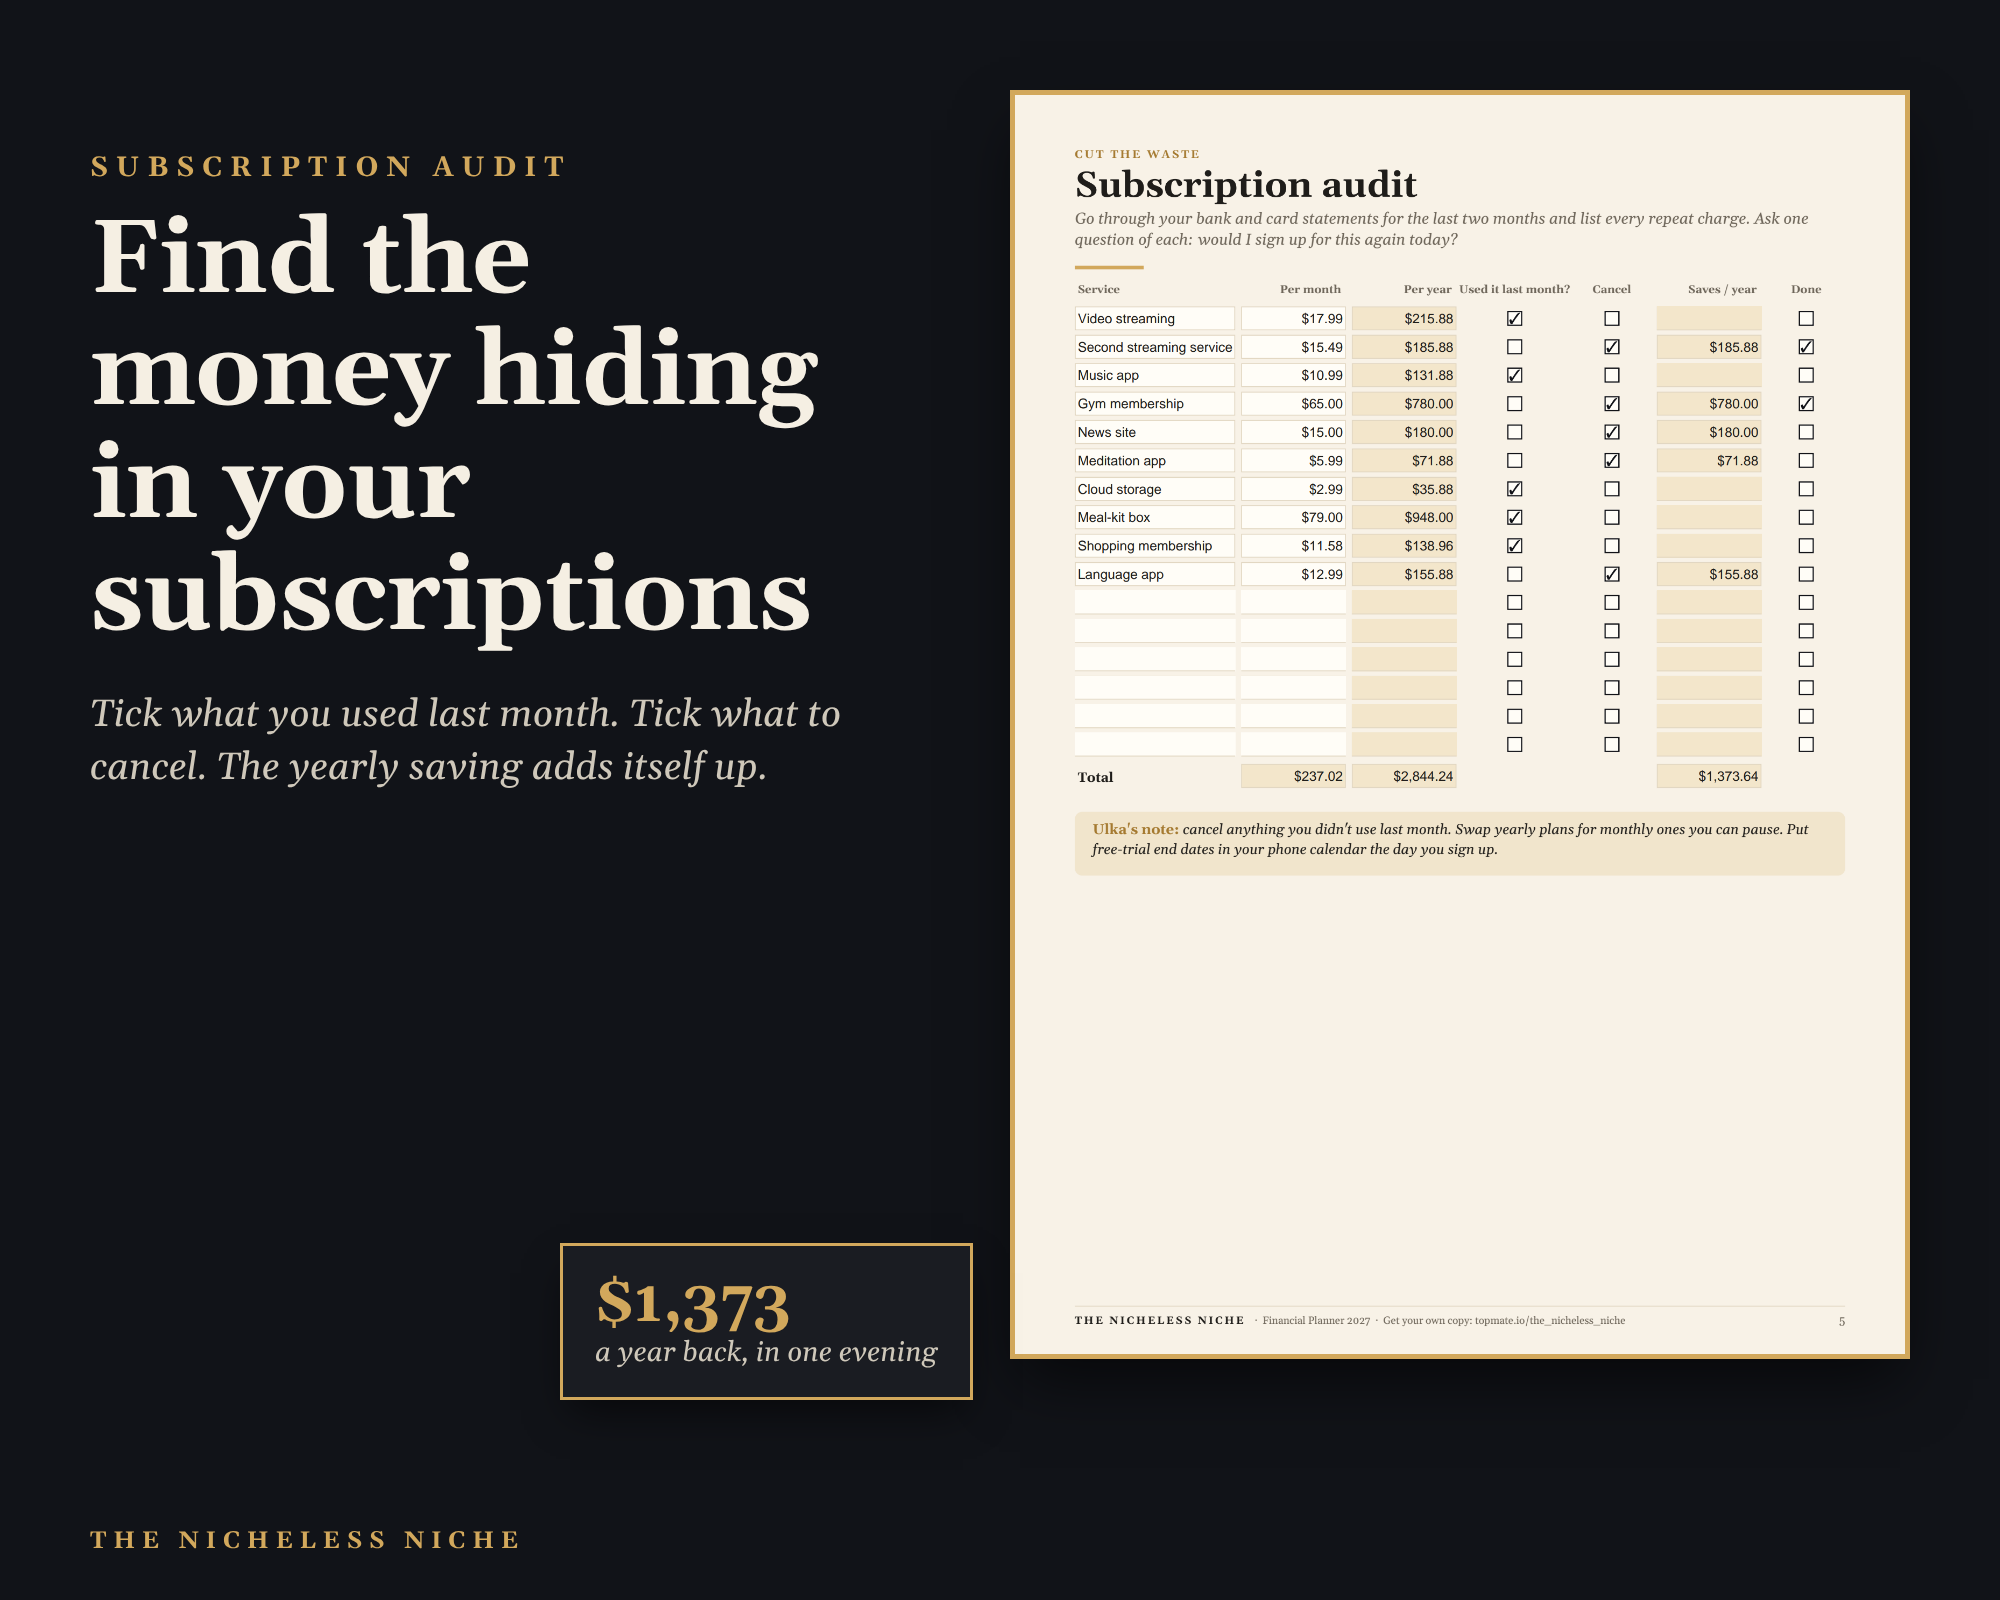 SUBSCRIPTION AUDIT
Find the
money hiding
in your
subscriptions
Tick what you used last month. Tick what to
cancel. The yearly saving adds itself up.
$1,373
a year back, in one evening
THE NICHELESS NICHE
CUT THE WASTE
Subscription audit
Go through your bank and card statements for the last two months and list every repeat charge. Ask one
question of each: would I sign up for this again today?
Service Per month Per year Used it last month? Cancel Saves / year Done
Video streaming $17.99 $215.88
Second streaming service $15.49 $185.88 $185.88
Music app $10.99 $131.88
Gym membership $65.00 $780.00 $780.00
News site $15.00 $180.00 $180.00
Meditation app $5.99 $71.88 $71.88
Cloud storage $2.99 $35.88
Meal-kit box $79.00 $948.00
Shopping membership $11.58 $138.96
Language app $12.99 $155.88 $155.88
Total $237.02 $2,844.24 $1,373.64
Ulka's note: cancel anything you didn't use last month. Swap yearly plans for monthly ones you can pause. Put
free-trial end dates in your phone calendar the day you sign up.
THE NICHELESS NICHE · Financial Planner 2027 · Get your own copy: topmate.io/the_nicheless_niche 5